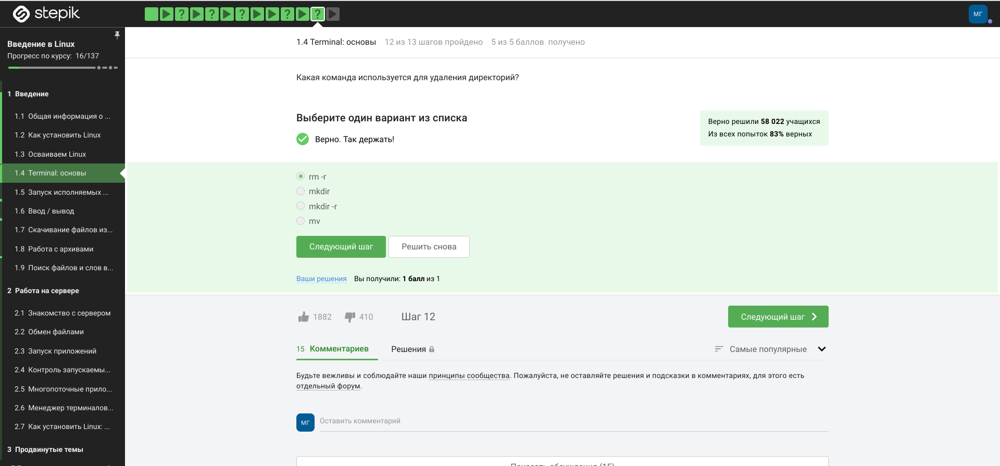 stepik
МГ
Введение в Linux
Прогресс по курсу: 16/137
1 Введение
1.1 Общая информация о ...
1.2 Как установить Linux
1.3 Осваиваем Linux
1.4 Terminal: основы
1.5 Запуск исполняемых ...
1.6 Ввод / вывод
1.7 Скачивание файлов из...
1.8 Работа с архивами
1.9 Поиск файлов и слов в...
2 Работа на сервере
2.1 Знакомство с сервером
2.2 Обмен файлами
2.3 Запуск приложений
2.4 Контроль запускаемы...
2.5 Многопоточные прило...
2.6 Менеджер терминалов...
2.7 Как установить Linux: ...
3 Продвинутые темы
1.4 Terminal: основы 12 из 13 шагов пройдено 5 из 5 баллов получено
Какая команда используется для удаления директорий?
Выберите один вариант из списка
Верно. Так держать!
Верно решили 58 022 учащихся
Из всех попыток 83% верных
rm -r
mkdir
mkdir -r
mv
Следующий шаг Решить снова
Ваши решения Вы получили: 1 балл из 1
1882 410 Шаг 12 Следующий шаг
15 Комментариев Решения Самые популярные
Будьте вежливы и соблюдайте наши принципы сообщества. Пожалуйста, не оставляйте решения и подсказки в комментариях, для этого есть
отдельный форум.
МГ Оставить комментарий
Показать обсуждения (15)